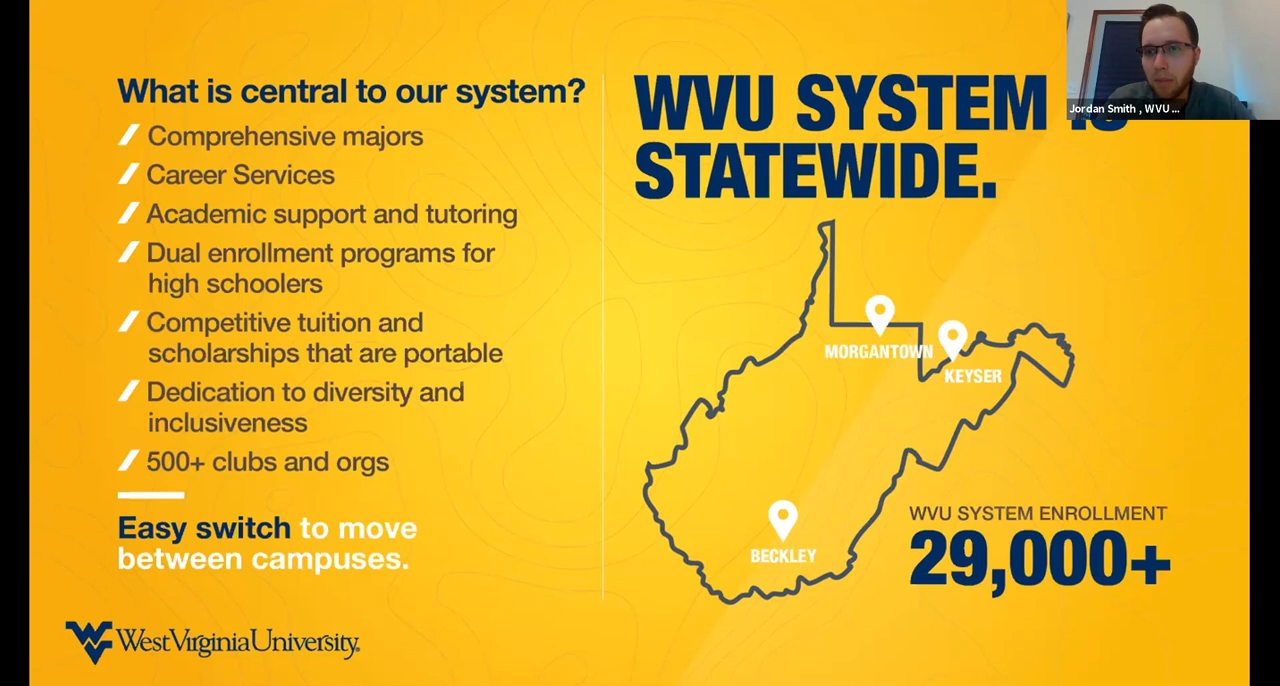 What is central to our system?
Comprehensive majors
Career Services
Academic support and tutoring
Dual enrollment programs for
high schoolers
Competitive tuition and
scholarships that are portable
Dedication to diversity and
inclusiveness
500+ clubs and orgs
Easy switch to move
between campuses.
West Virginia University.
WVU SYSTEM IS
STATEWIDE.
MORGANTOWN
KEYSER
BECKLEY
WVU SYSTEM ENROLLMENT
29,000+
Jordan Smith , WVU ...